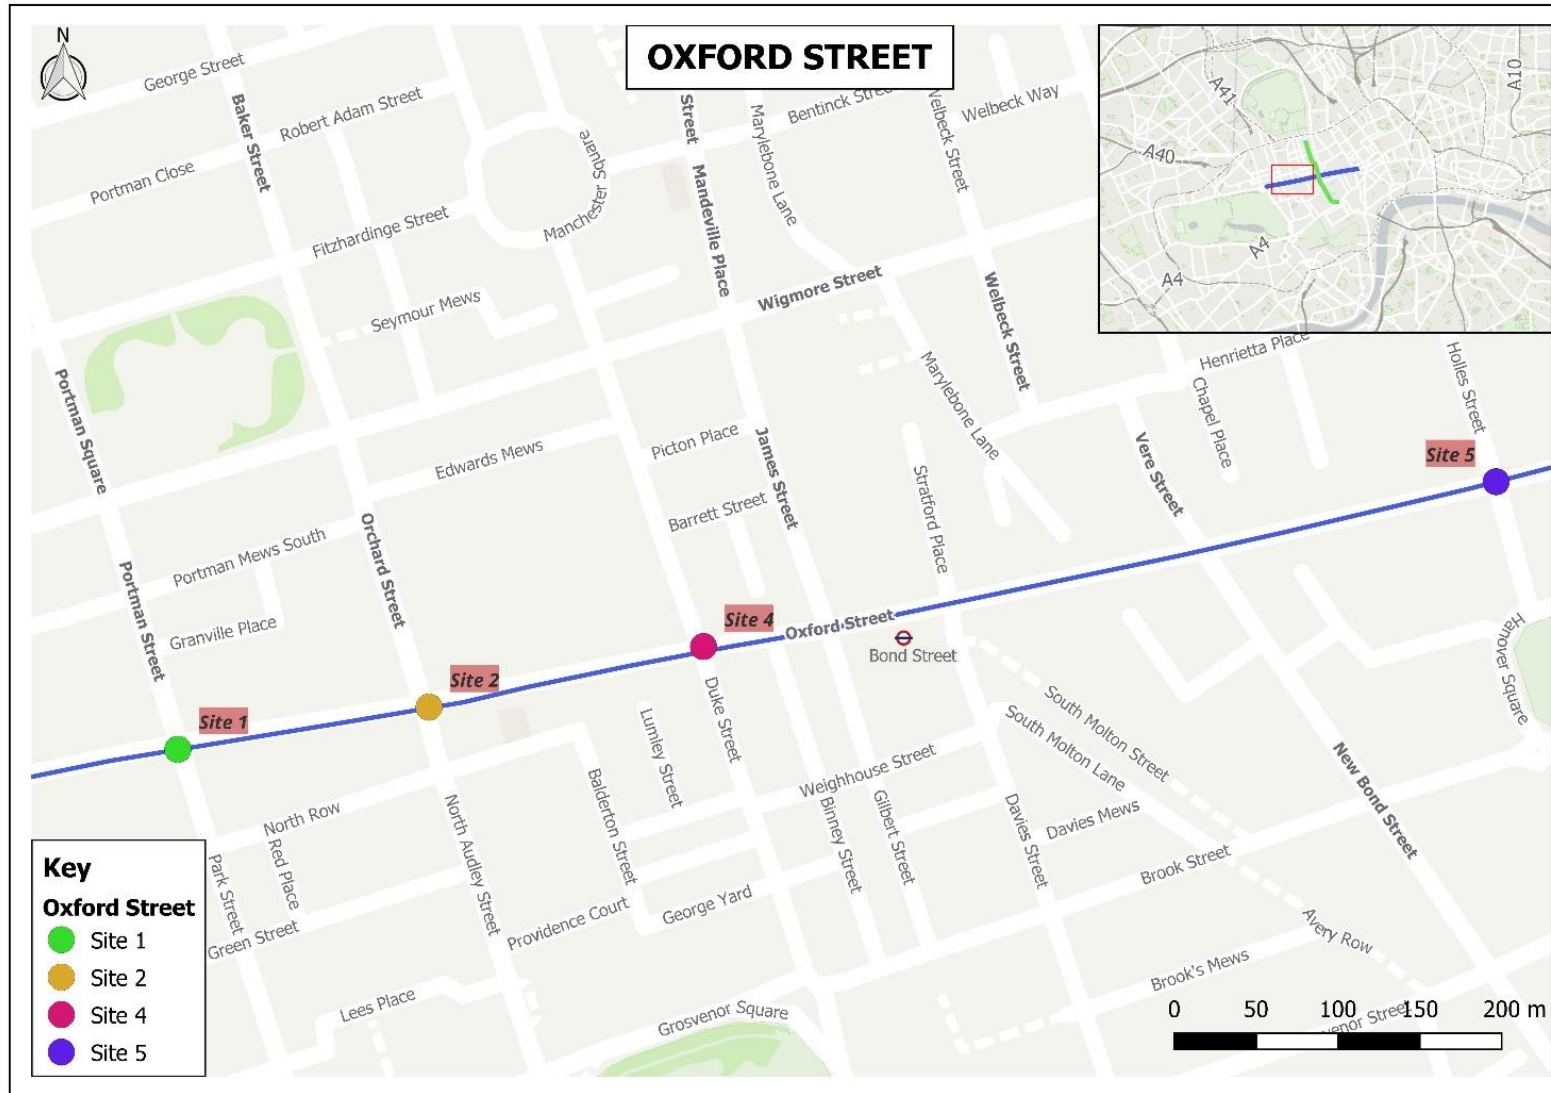 OXFORD STREET
N
George Street
Baker Street
Robert Adam Street
Portman Close
Fitzhardinge Street
Manchester
Square
Street
Mandeville Place
Marylebone Lane
Bentinck Street
Welbeck Street
Welbeck Way
A41
A10
A40
A4
A4
Seymour Mews
Wigmore Street
Welbeck Street
Marylebone Lane
Henrietta Place
Chapel Place
Holles Street
Portman Square
Edwards Mews
Picton Place
James Street
Barrett Street
Stratford Place
Vere Street
Site 5
Orchard Street
Portman Mews South
Portman Street
Granville Place
Site 4
Oxford Street
Bond Street
Hanover Square
Site 2
Site 1
Duke Street
Lumley Street
South Molton Street
South Molton Lane
Weighhouse Street
Balderton Street
North Row
Red Place
Park Street
North Audley Street
Binney Street
Gilbert Street
Davies Street
Davies Mews
New Bond Street
Brook Street
George Yard
Providence Court
Green Street
Avery Row
Brook's Mews
Lees Place
Grosvenor Square
venor Street
Key
Oxford Street
Site 1
Site 2
Site 4
Site 5
0 50 100 150 200 m